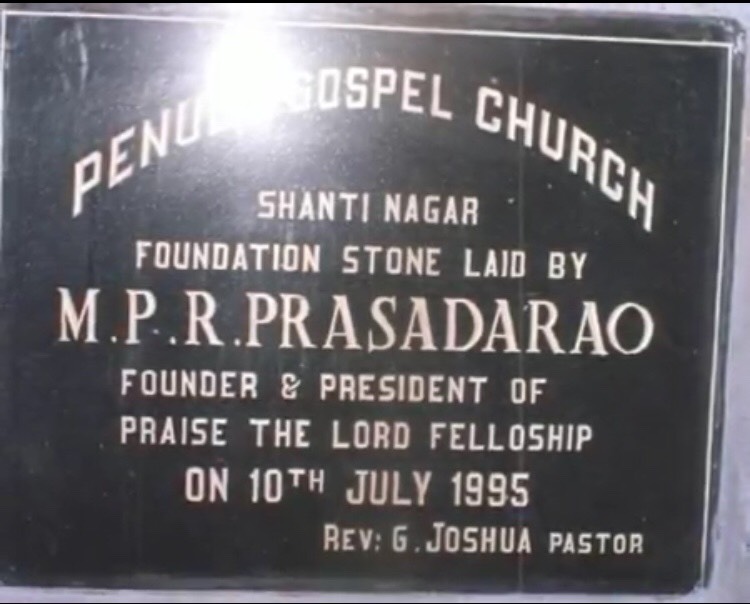 GOSPEL CHURCH
SHANTI NAGAR
FOUNDATION STONE LAID BY
M.P.R.PRASADARAO
FOUNDER & PRESIDENT OF
PRAISE THE LORD FELLOSHIP
ON 10TH JULY 1995
REV: G. JOSHUA PASTOR